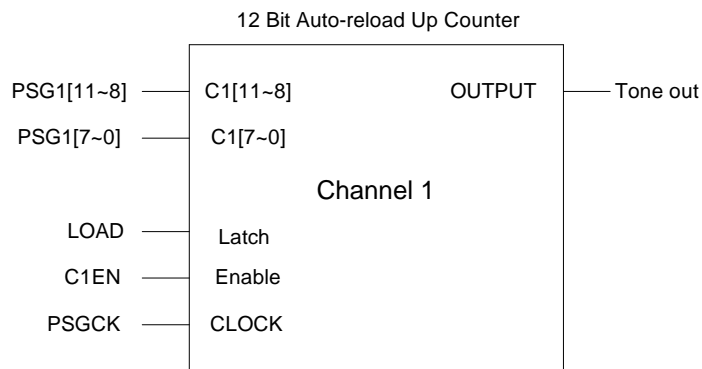 12 Bit Auto-reload Up Counter
PSG1[11~8] C1[11~8] OUTPUT Tone out
PSG1[7~0] C1[7~0]
Channel 1
LOAD Latch
C1EN Enable
PSGCK CLOCK